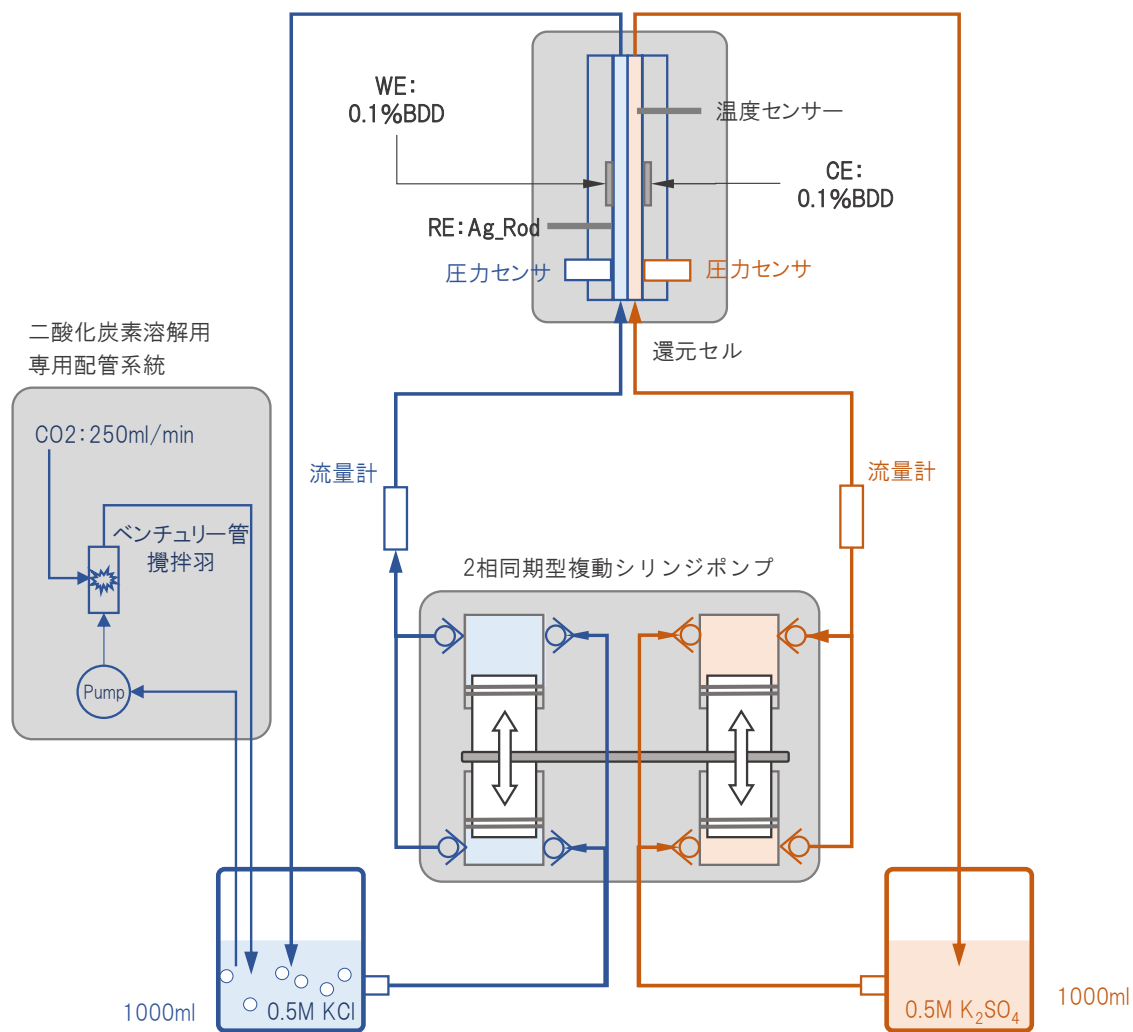 WE:
0.1%BDD
温度センサー
CE:
0.1%BDD
RE:Ag_Rod
圧力センサ
圧力センサ
還元セル
二酸化炭素溶解用
専用配管系統
CO2:250ml/min
ベンチュリー管
攪拌羽
Pump
流量計
流量計
2相同期型複動シリンジポンプ
1000ml
0.5M KCl
0.5M K₂SO₄
1000ml